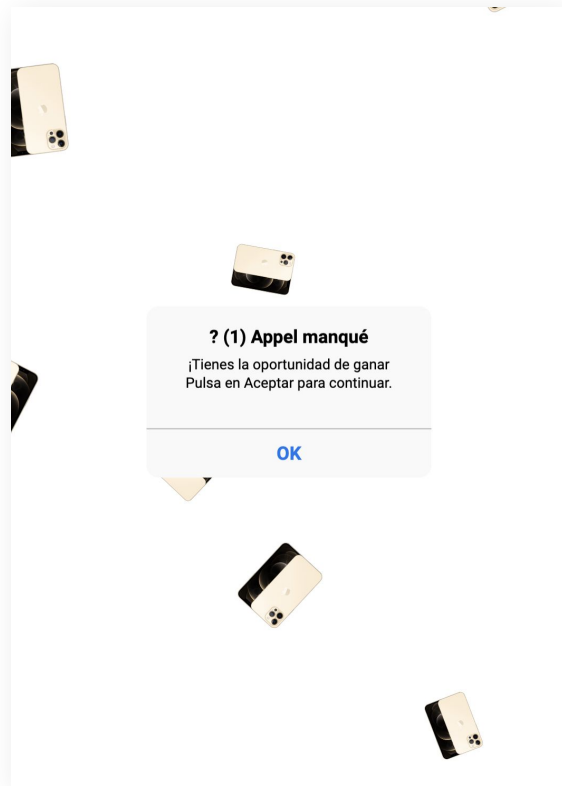 ? (1) Appel manqué
¡Tienes la oportunidad de ganar
Pulsa en Aceptar para continuar.
OK